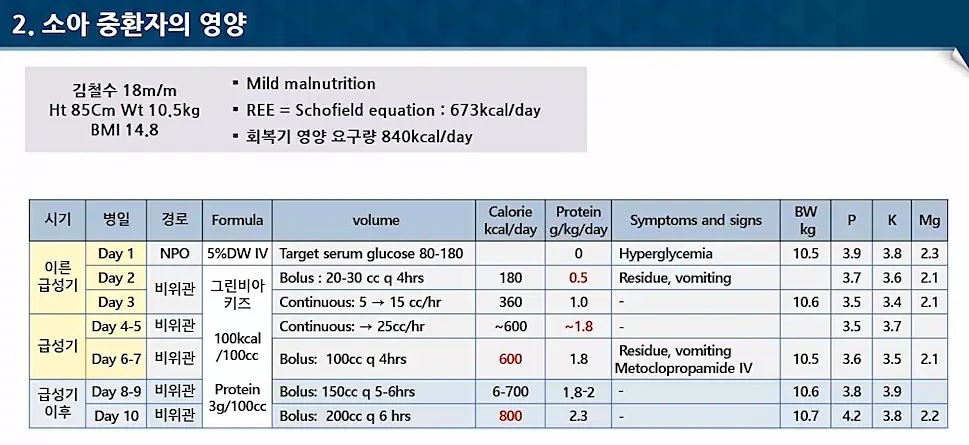 2. 소아 중환자의 영양
김철수 18m/m
Ht 85Cm Wt 10.5kg
BMI 14.8
▪ Mild malnutrition
▪ REE = Schofield equation : 673kcal/day
▪ 회복기 영양 요구량 840kcal/day
시기 병일 경로 Formula volume Calorie kcal/day Protein g/kg/day Symptoms and signs BW kg P K Mg
이른 급성기 Day 1 NPO 5%DW IV Target serum glucose 80-180 0 Hyperglycemia 10.5 3.9 3.8 2.3
Day 2 비위관 그린비아 키즈 100kcal /100cc Protein 3g/100cc Bolus : 20-30 cc q 4hrs 180 0.5 Residue, vomiting 3.7 3.6 2.1
Day 3 Continuous: 5 → 15 cc/hr 360 1.0 - 10.6 3.5 3.4 2.1
급성기 Day 4-5 비위관 Continuous: → 25cc/hr ~600 ~1.8 - 3.5 3.7
Day 6-7 비위관 Bolus: 100cc q 4hrs 600 1.8 Residue, vomiting Metoclopropamide IV 10.5 3.6 3.5 2.1
급성기 이후 Day 8-9 비위관 Bolus: 150cc q 5-6hrs 6-700 1.8-2 - 10.6 3.8 3.9
Day 10 비위관 Bolus: 200cc q 6 hrs 800 2.3 - 10.7 4.2 3.8 2.2